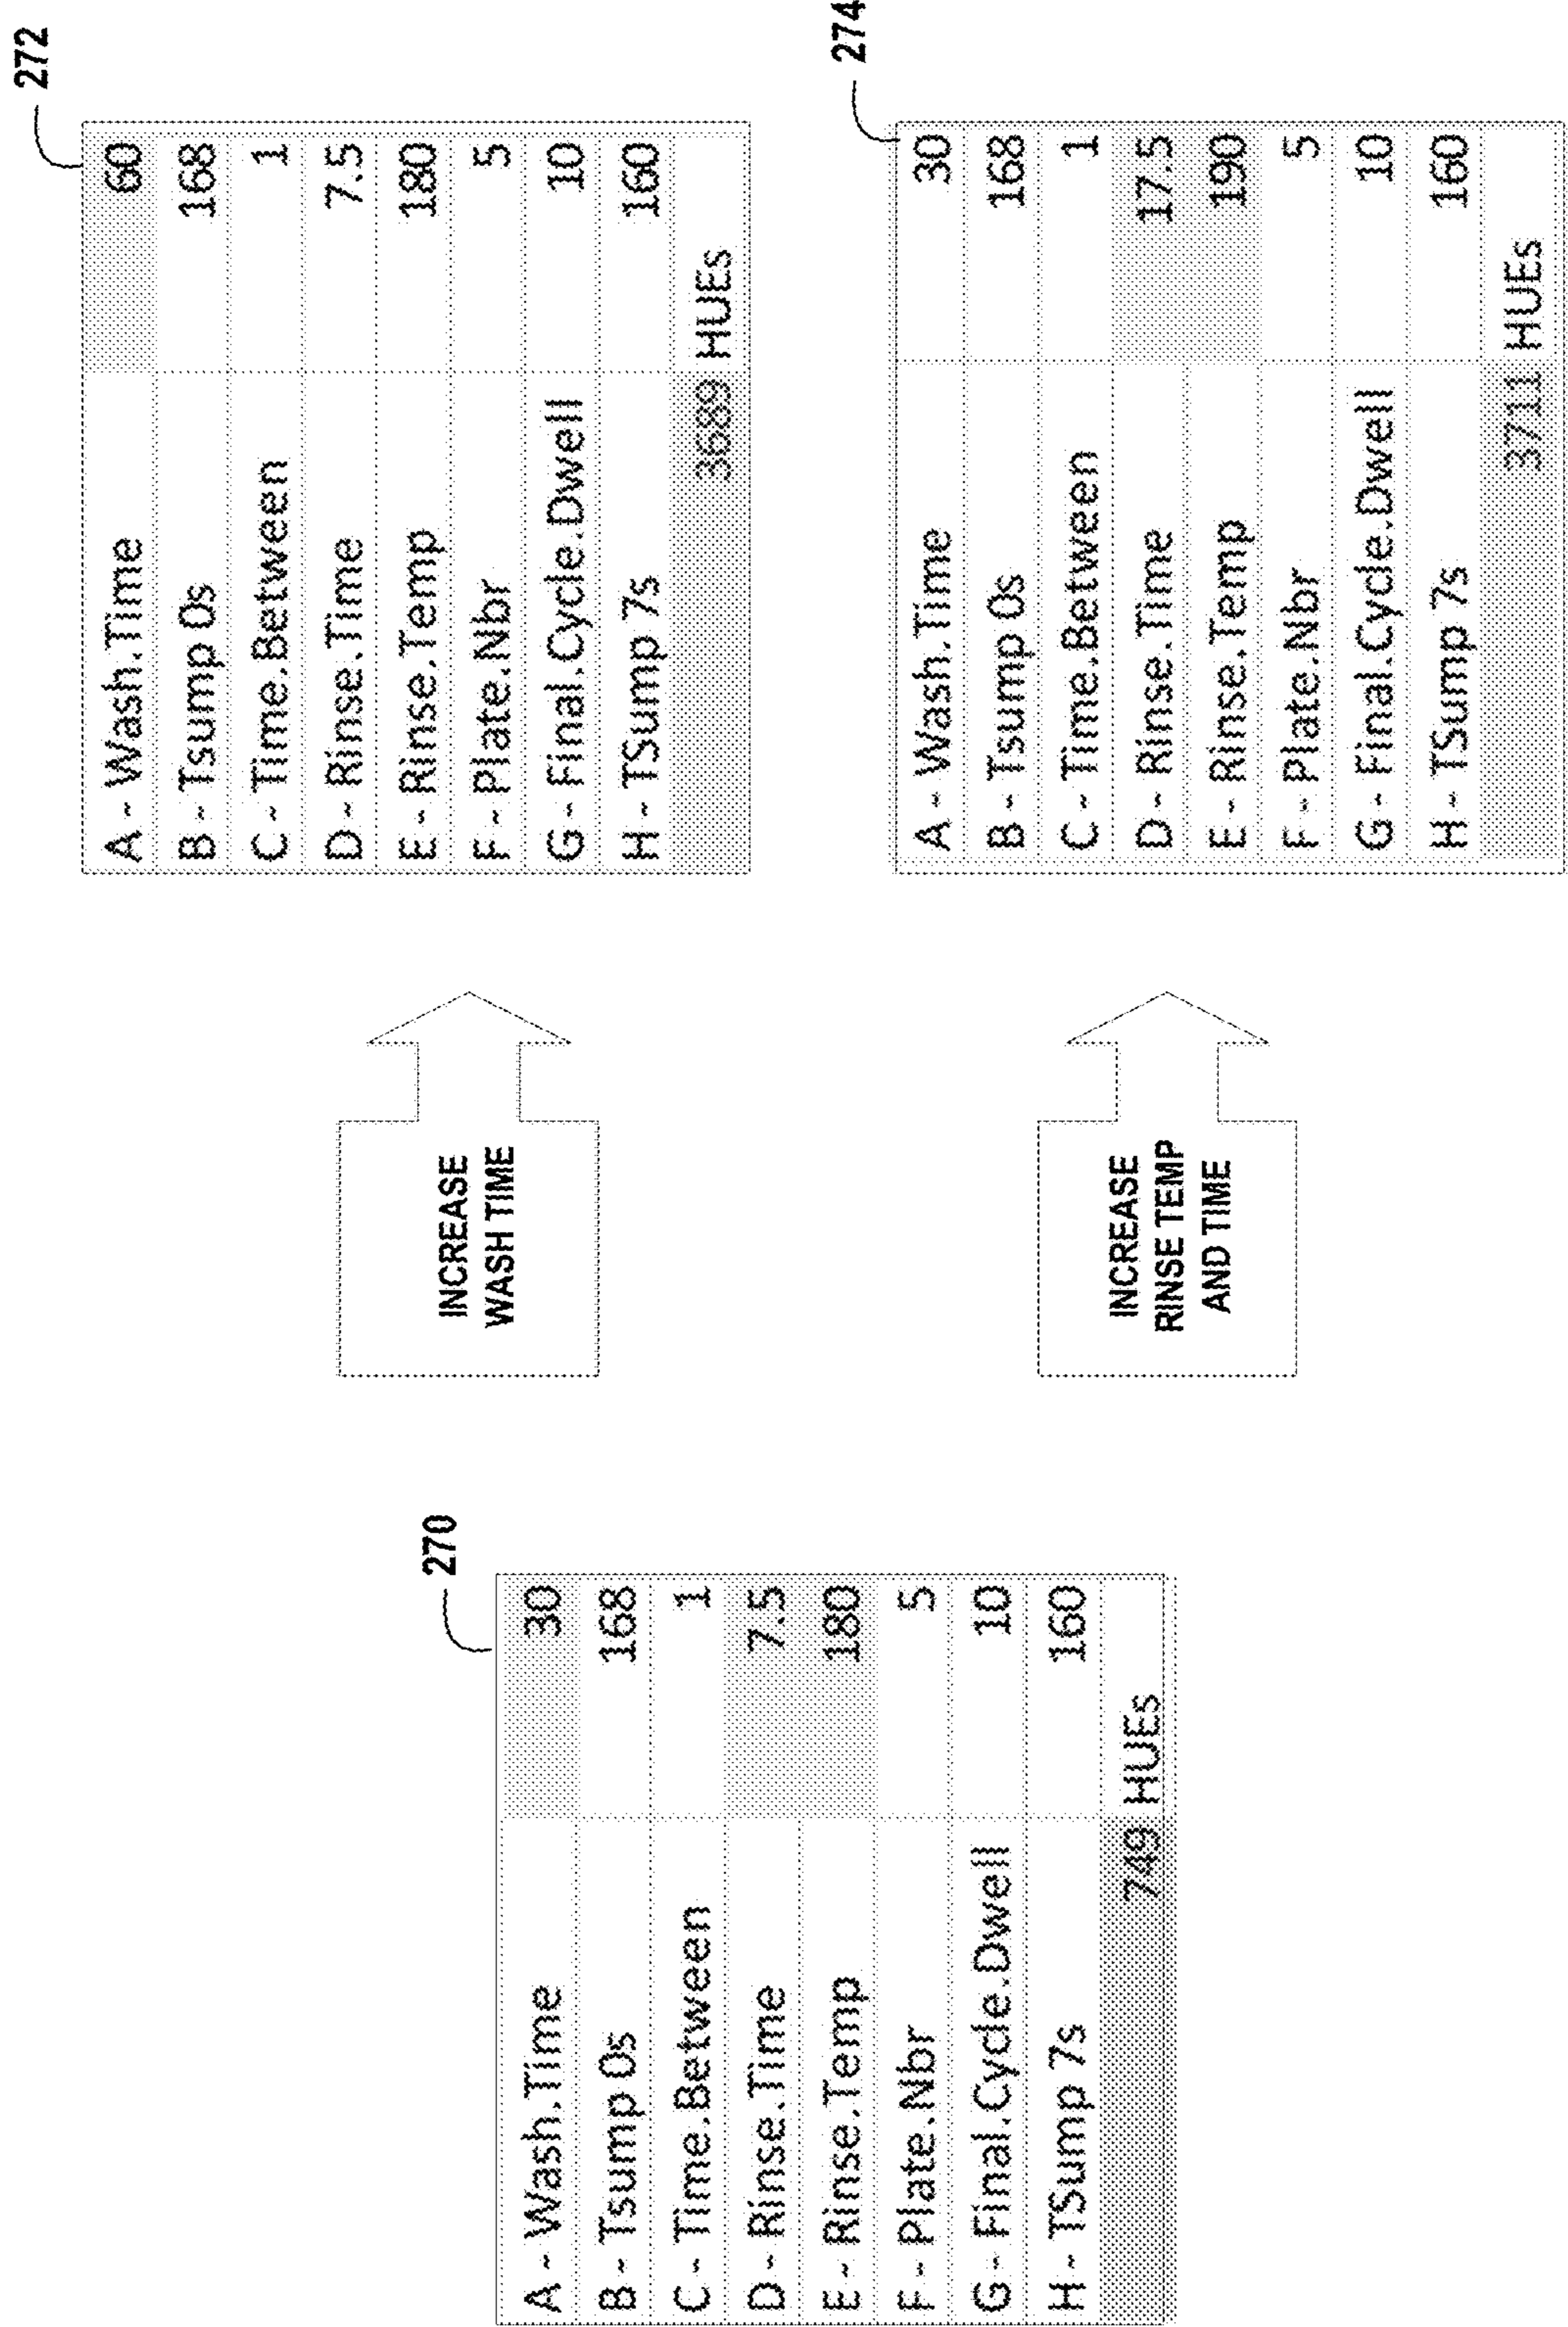 270
A - Wash.Time 30
B - Tsump 0s 168
C - Time.Between 1
D - Rinse.Time 7.5
E - Rinse.Temp 180
F - Plate.Nbr 5
G - Final.Cycle.Dwell 10
H - TSump 7s 160
749 HUEs
INCREASE
WASH TIME
272
A - Wash.Time 60
B - Tsump 0s 168
C - Time.Between 1
D - Rinse.Time 7.5
E - Rinse.Temp 180
F - Plate.Nbr 5
G - Final.Cycle.Dwell 10
H - TSump 7s 160
3689 HUEs
INCREASE
RINSE TEMP
AND TIME
274
A - Wash.Time 30
B - Tsump 0s 168
C - Time.Between 1
D - Rinse.Time 17.5
E - Rinse.Temp 190
F - Plate.Nbr 5
G - Final.Cycle.Dwell 10
H - TSump 7s 160
3711 HUEs